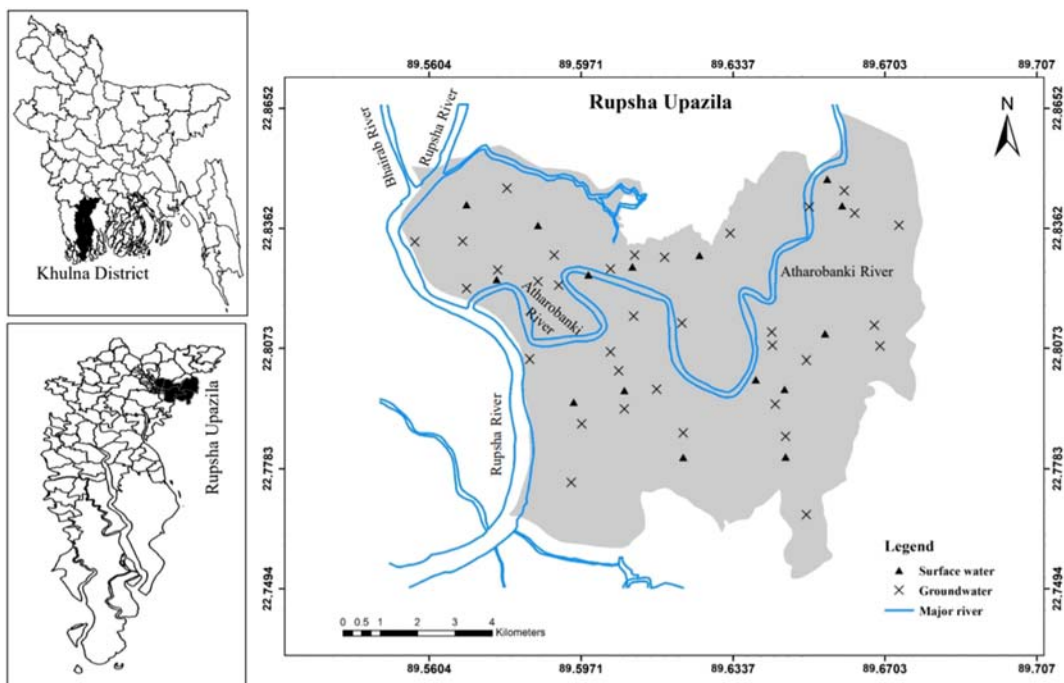 Khulna District
Rupsha Upazila
89.5604 89.5971 89.6337 89.6703 89.707
Rupsha Upazila
N
22.8652
22.8362
22.8073
22.7783
22.7494
22.8652
22.8362
22.8073
22.7783
22.7494
Bhairab River
Rupsha River
Atharobanki
River
Atharobanki River
Rupsha River
Legend
Surface water
Groundwater
Major river
0 0.5 1 2 3 4
Kilometers
89.5604 89.5971 89.6337 89.6703 89.707